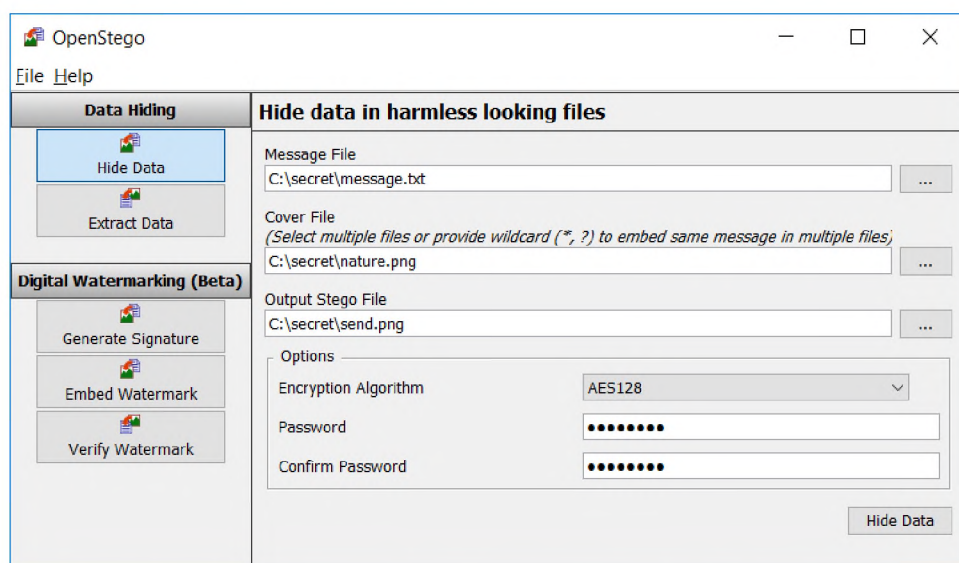 OpenStego
File Help
Data Hiding
Hide Data
Extract Data
Digital Watermarking (Beta)
Generate Signature
Embed Watermark
Verify Watermark
Hide data in harmless looking files
Message File
C:\secret\message.txt
...
Cover File
(Select multiple files or provide wildcard (*, ?) to embed same message in multiple files)
C:\secret\nature.png
...
Output Stego File
C:\secret\send.png
...
Options
Encryption Algorithm AES128
Password ●●●●●●●●
Confirm Password ●●●●●●●●
Hide Data